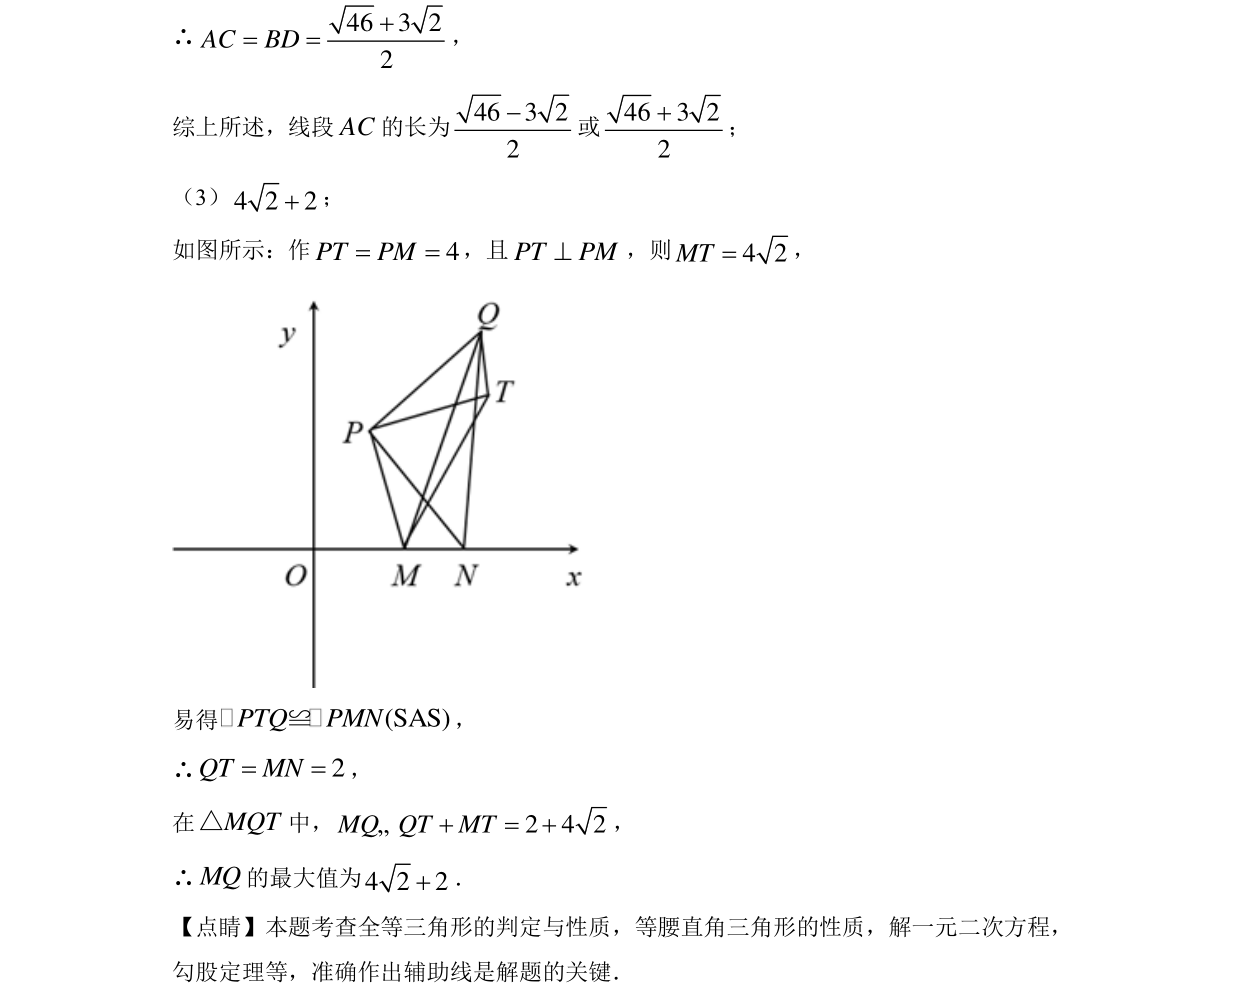 ∴ AC = BD = (√46 + 3√2)/2，
综上所述，线段 AC 的长为 (√46 − 3√2)/2 或 (√46 + 3√2)/2；
（3） 4√2 + 2；
如图所示：作 PT = PM = 4，且 PT ⊥ PM ，则 MT = 4√2，
Q
y
T
P
O
M
N
x
易得□PTQ≌□PMN(SAS)，
∴ QT = MN = 2，
在 △MQT 中， MQ,, QT + MT = 2 + 4√2，
∴ MQ 的最大值为 4√2 + 2．
【点睛】本题考查全等三角形的判定与性质，等腰直角三角形的性质，解一元二次方程，
勾股定理等，准确作出辅助线是解题的关键．